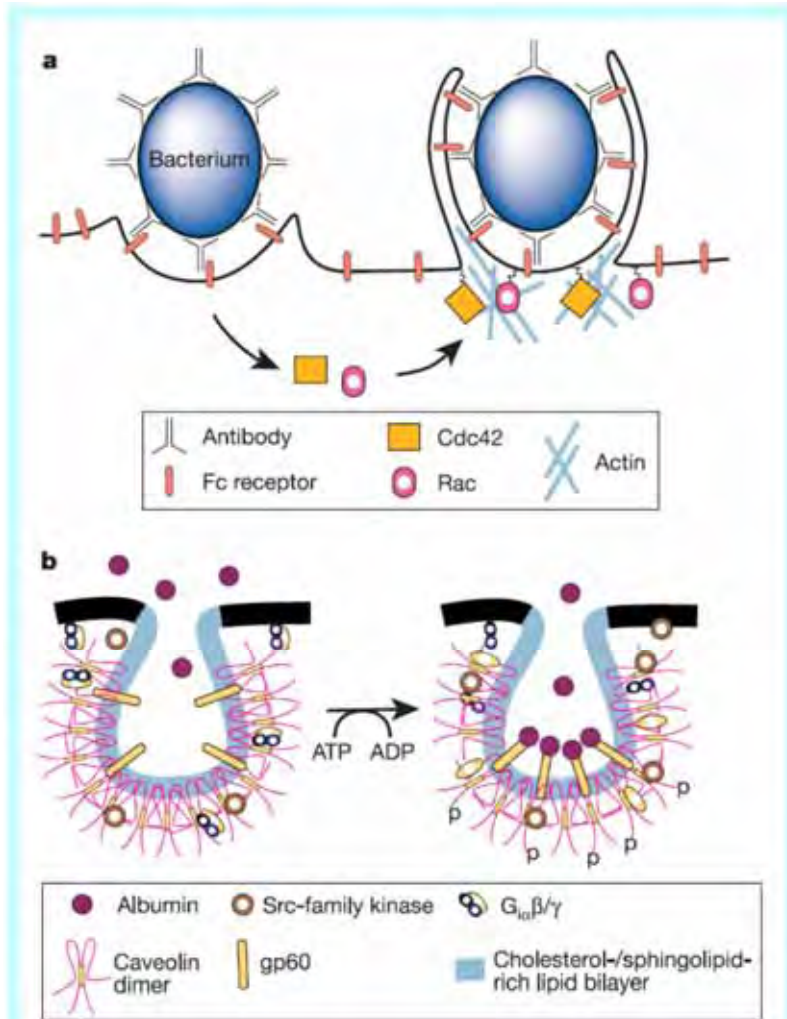 a
Bacterium
Antibody
Cdc42
Actin
Fc receptor
Rac
b
ATP
ADP
p
p
p
p
p
Albumin
Src-family kinase
Giαβ/γ
Caveolin
dimer
gp60
Cholesterol-/sphingolipid-
rich lipid bilayer